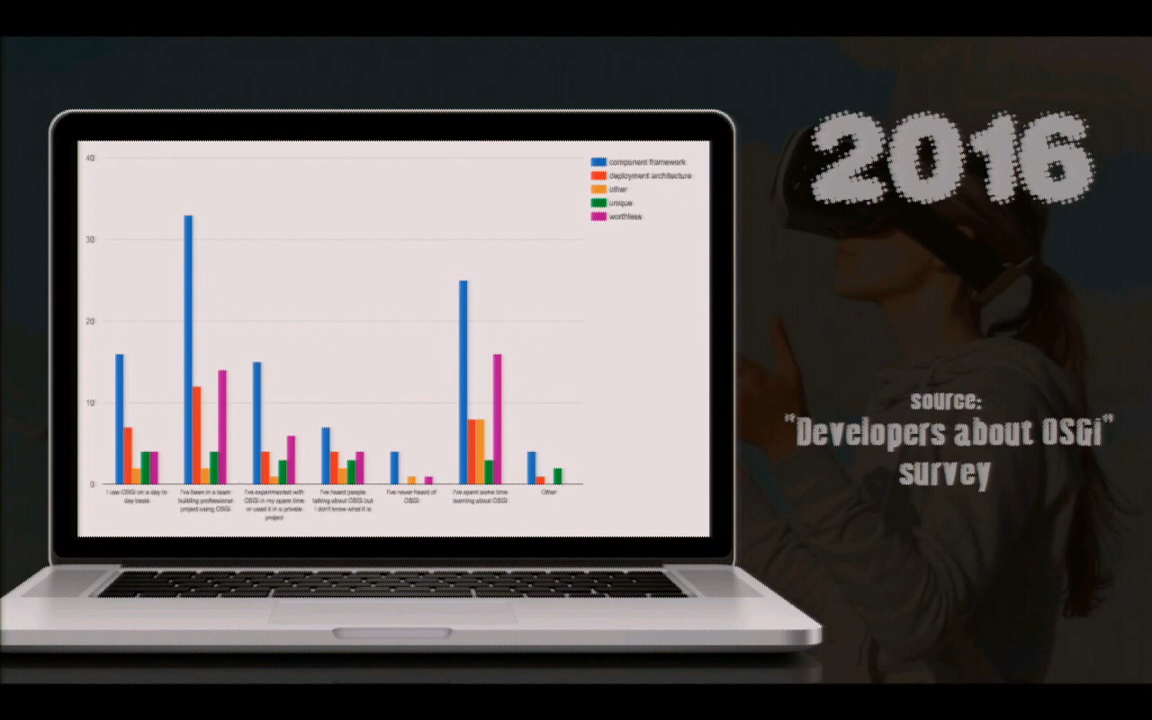 2016
40
30
20
10
0
component framework
deployment architecture
other
unique
worthless
I use OSGi on a day to
day basis
I've been in a team
building professional
project using OSGi
I've experimented with
OSGi in my spare time
or used it in a private
project
I've heard people
talking about OSGi but
I don't know what it is
I've never heard of
OSGi
I've spent some time
learning about OSGi
Other
source:
"Developers about OSGi"
survey